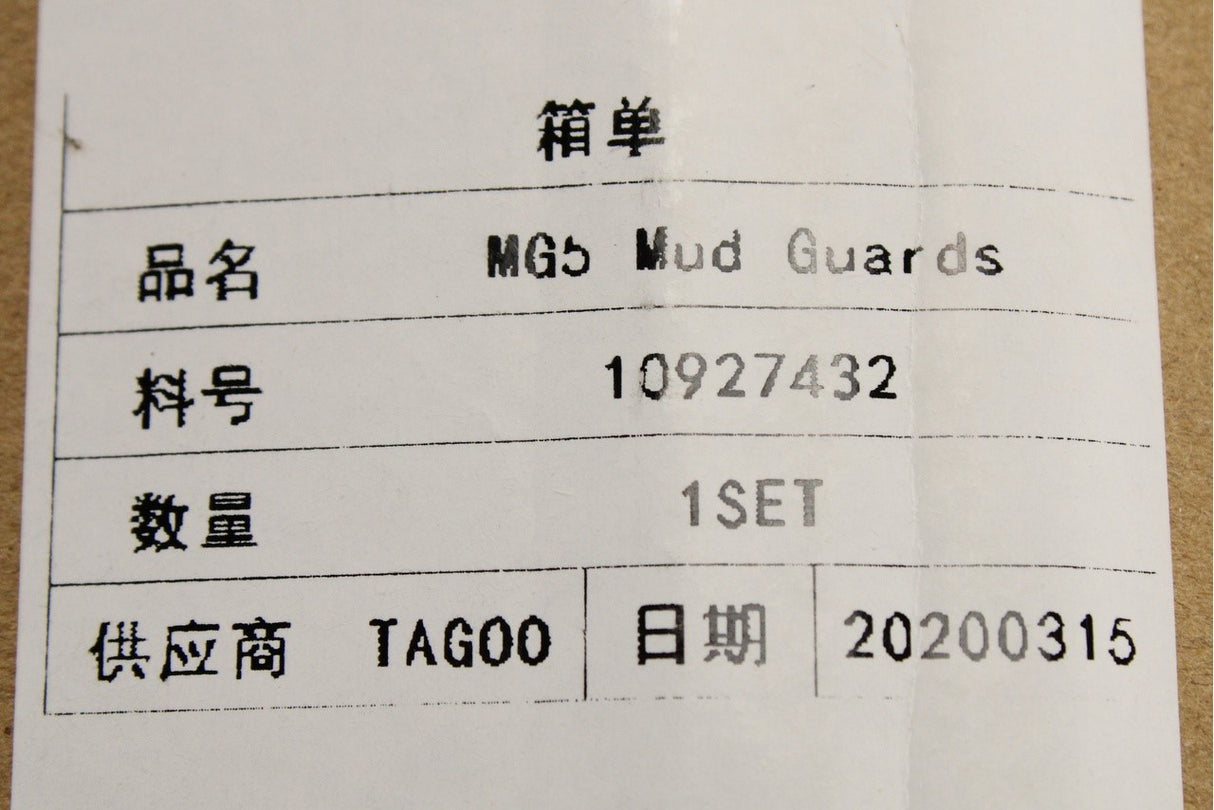 箱单
品名 MG5 Mud Guards
料号 10927432
数量 1SET
供应商 TAGOO 日期 20200315